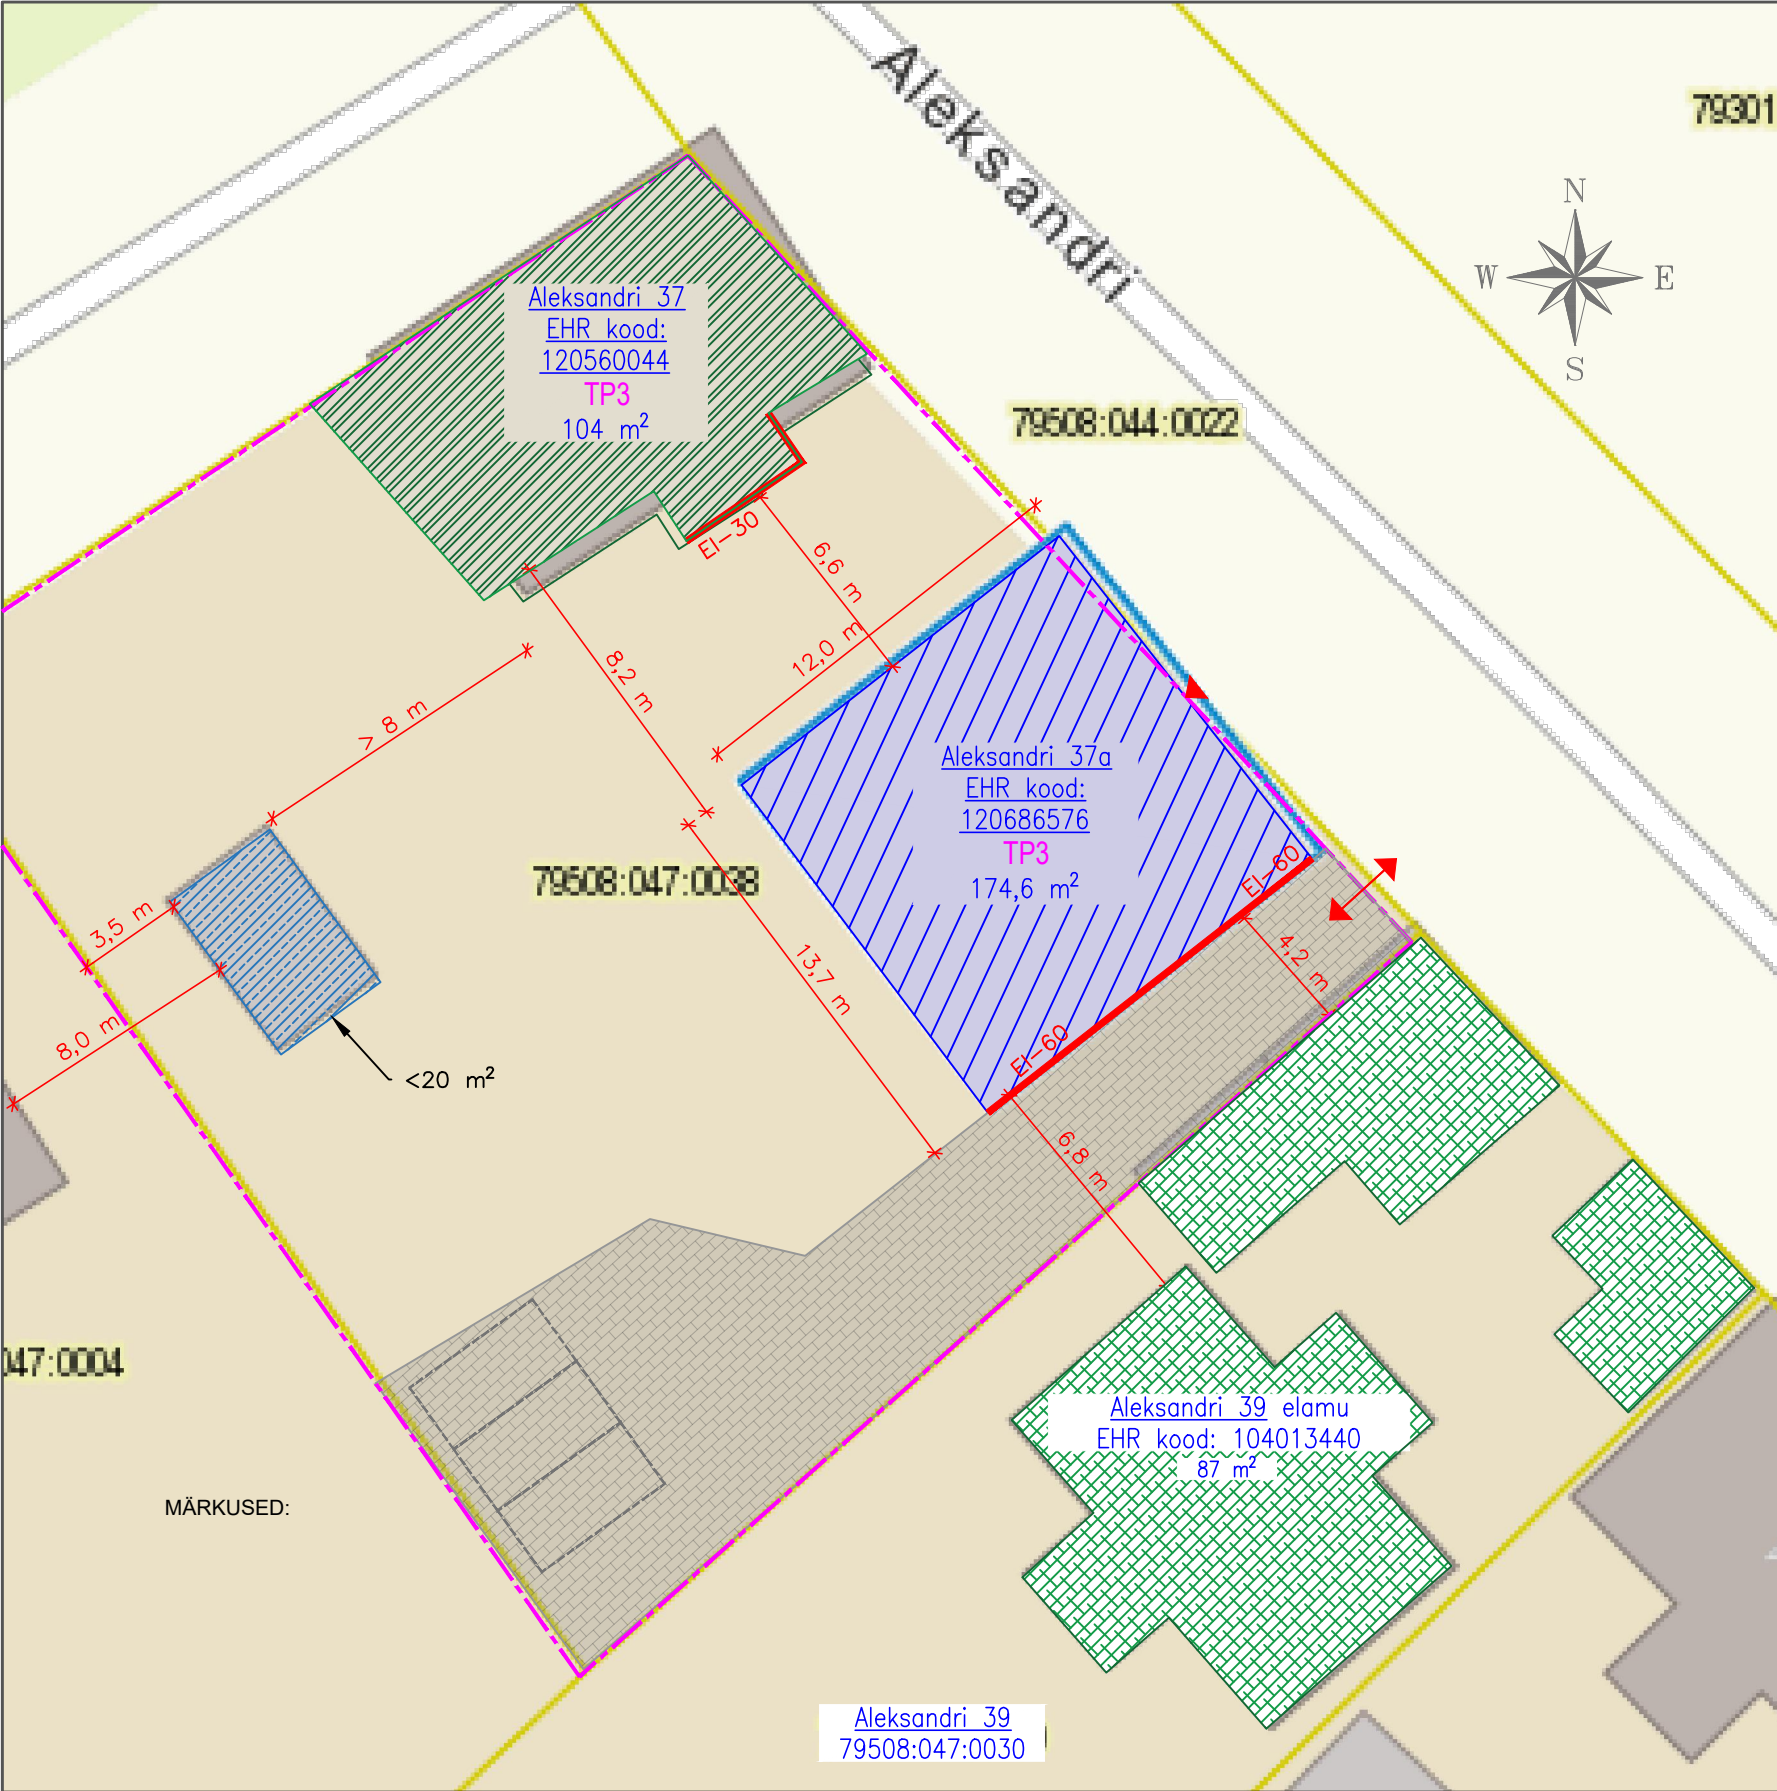 Aleksandri
79301
N
W
E
S
Aleksandri 37
EHR kood:
120560044
TP3
104 m²
79508:044:0022
EI-30
6,6 m
12,0 m
8,2 m
> 8 m
Aleksandri 37a
EHR kood:
120686576
TP3
174,6 m²
EI-60
79508:047:0038
3,5 m
4,2 m
13,7 m
8,0 m
EI-60
<20 m²
6,8 m
047:0004
Aleksandri 39 elamu
EHR kood: 104013440
87 m²
MÄRKUSED:
Aleksandri 39
79508:047:0030